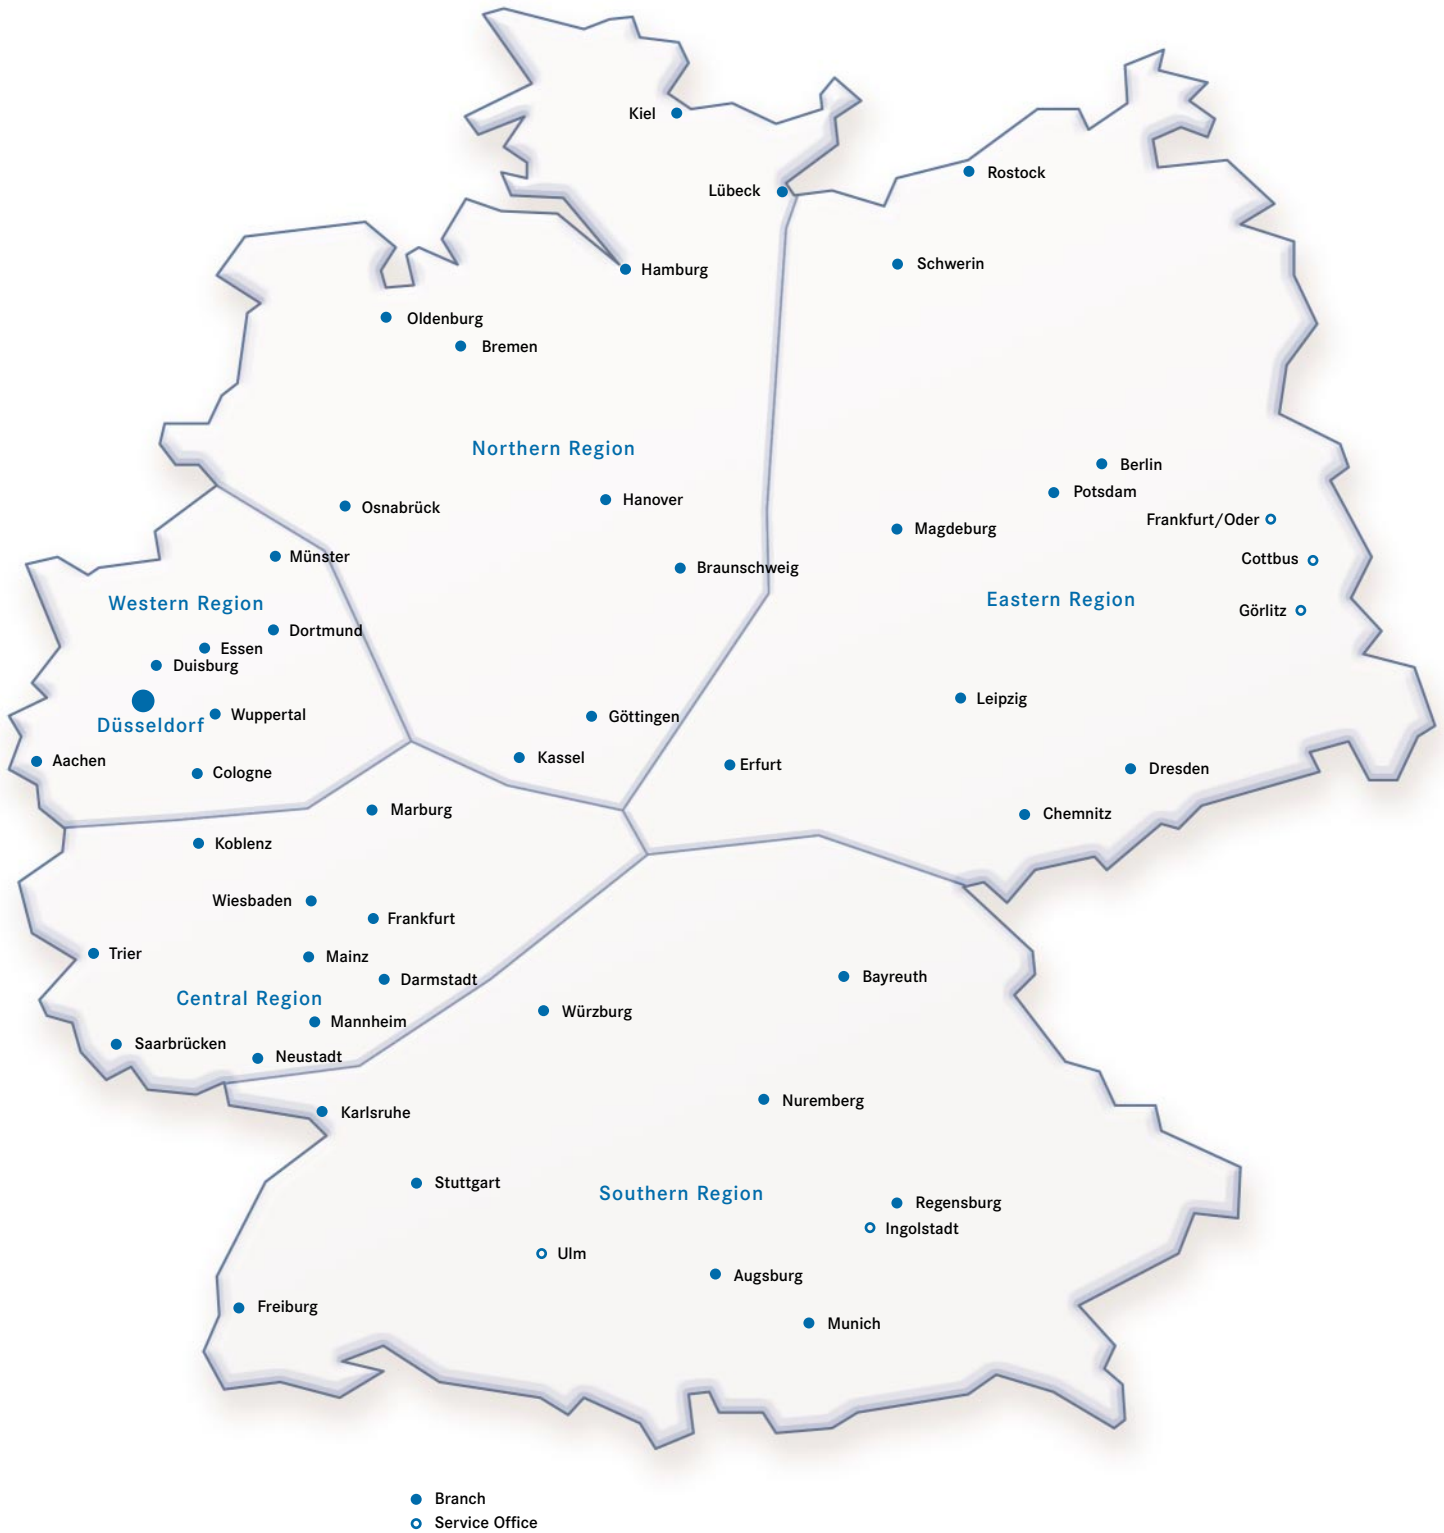 Kiel
Rostock
Lübeck
Schwerin
Hamburg
Oldenburg
Bremen
Northern Region
Berlin
Potsdam
Hanover
Osnabrück
Frankfurt/Oder
Magdeburg
Münster
Cottbus
Braunschweig
Western Region
Eastern Region
Görlitz
Dortmund
Essen
Duisburg
Leipzig
Wuppertal
Göttingen
Düsseldorf
Kassel
Aachen
Erfurt
Dresden
Cologne
Marburg
Chemnitz
Koblenz
Wiesbaden
Frankfurt
Trier
Mainz
Bayreuth
Darmstadt
Central Region
Würzburg
Mannheim
Saarbrücken
Neustadt
Nuremberg
Karlsruhe
Stuttgart
Southern Region
Regensburg
Ingolstadt
Ulm
Augsburg
Freiburg
Munich
Branch
Service Office